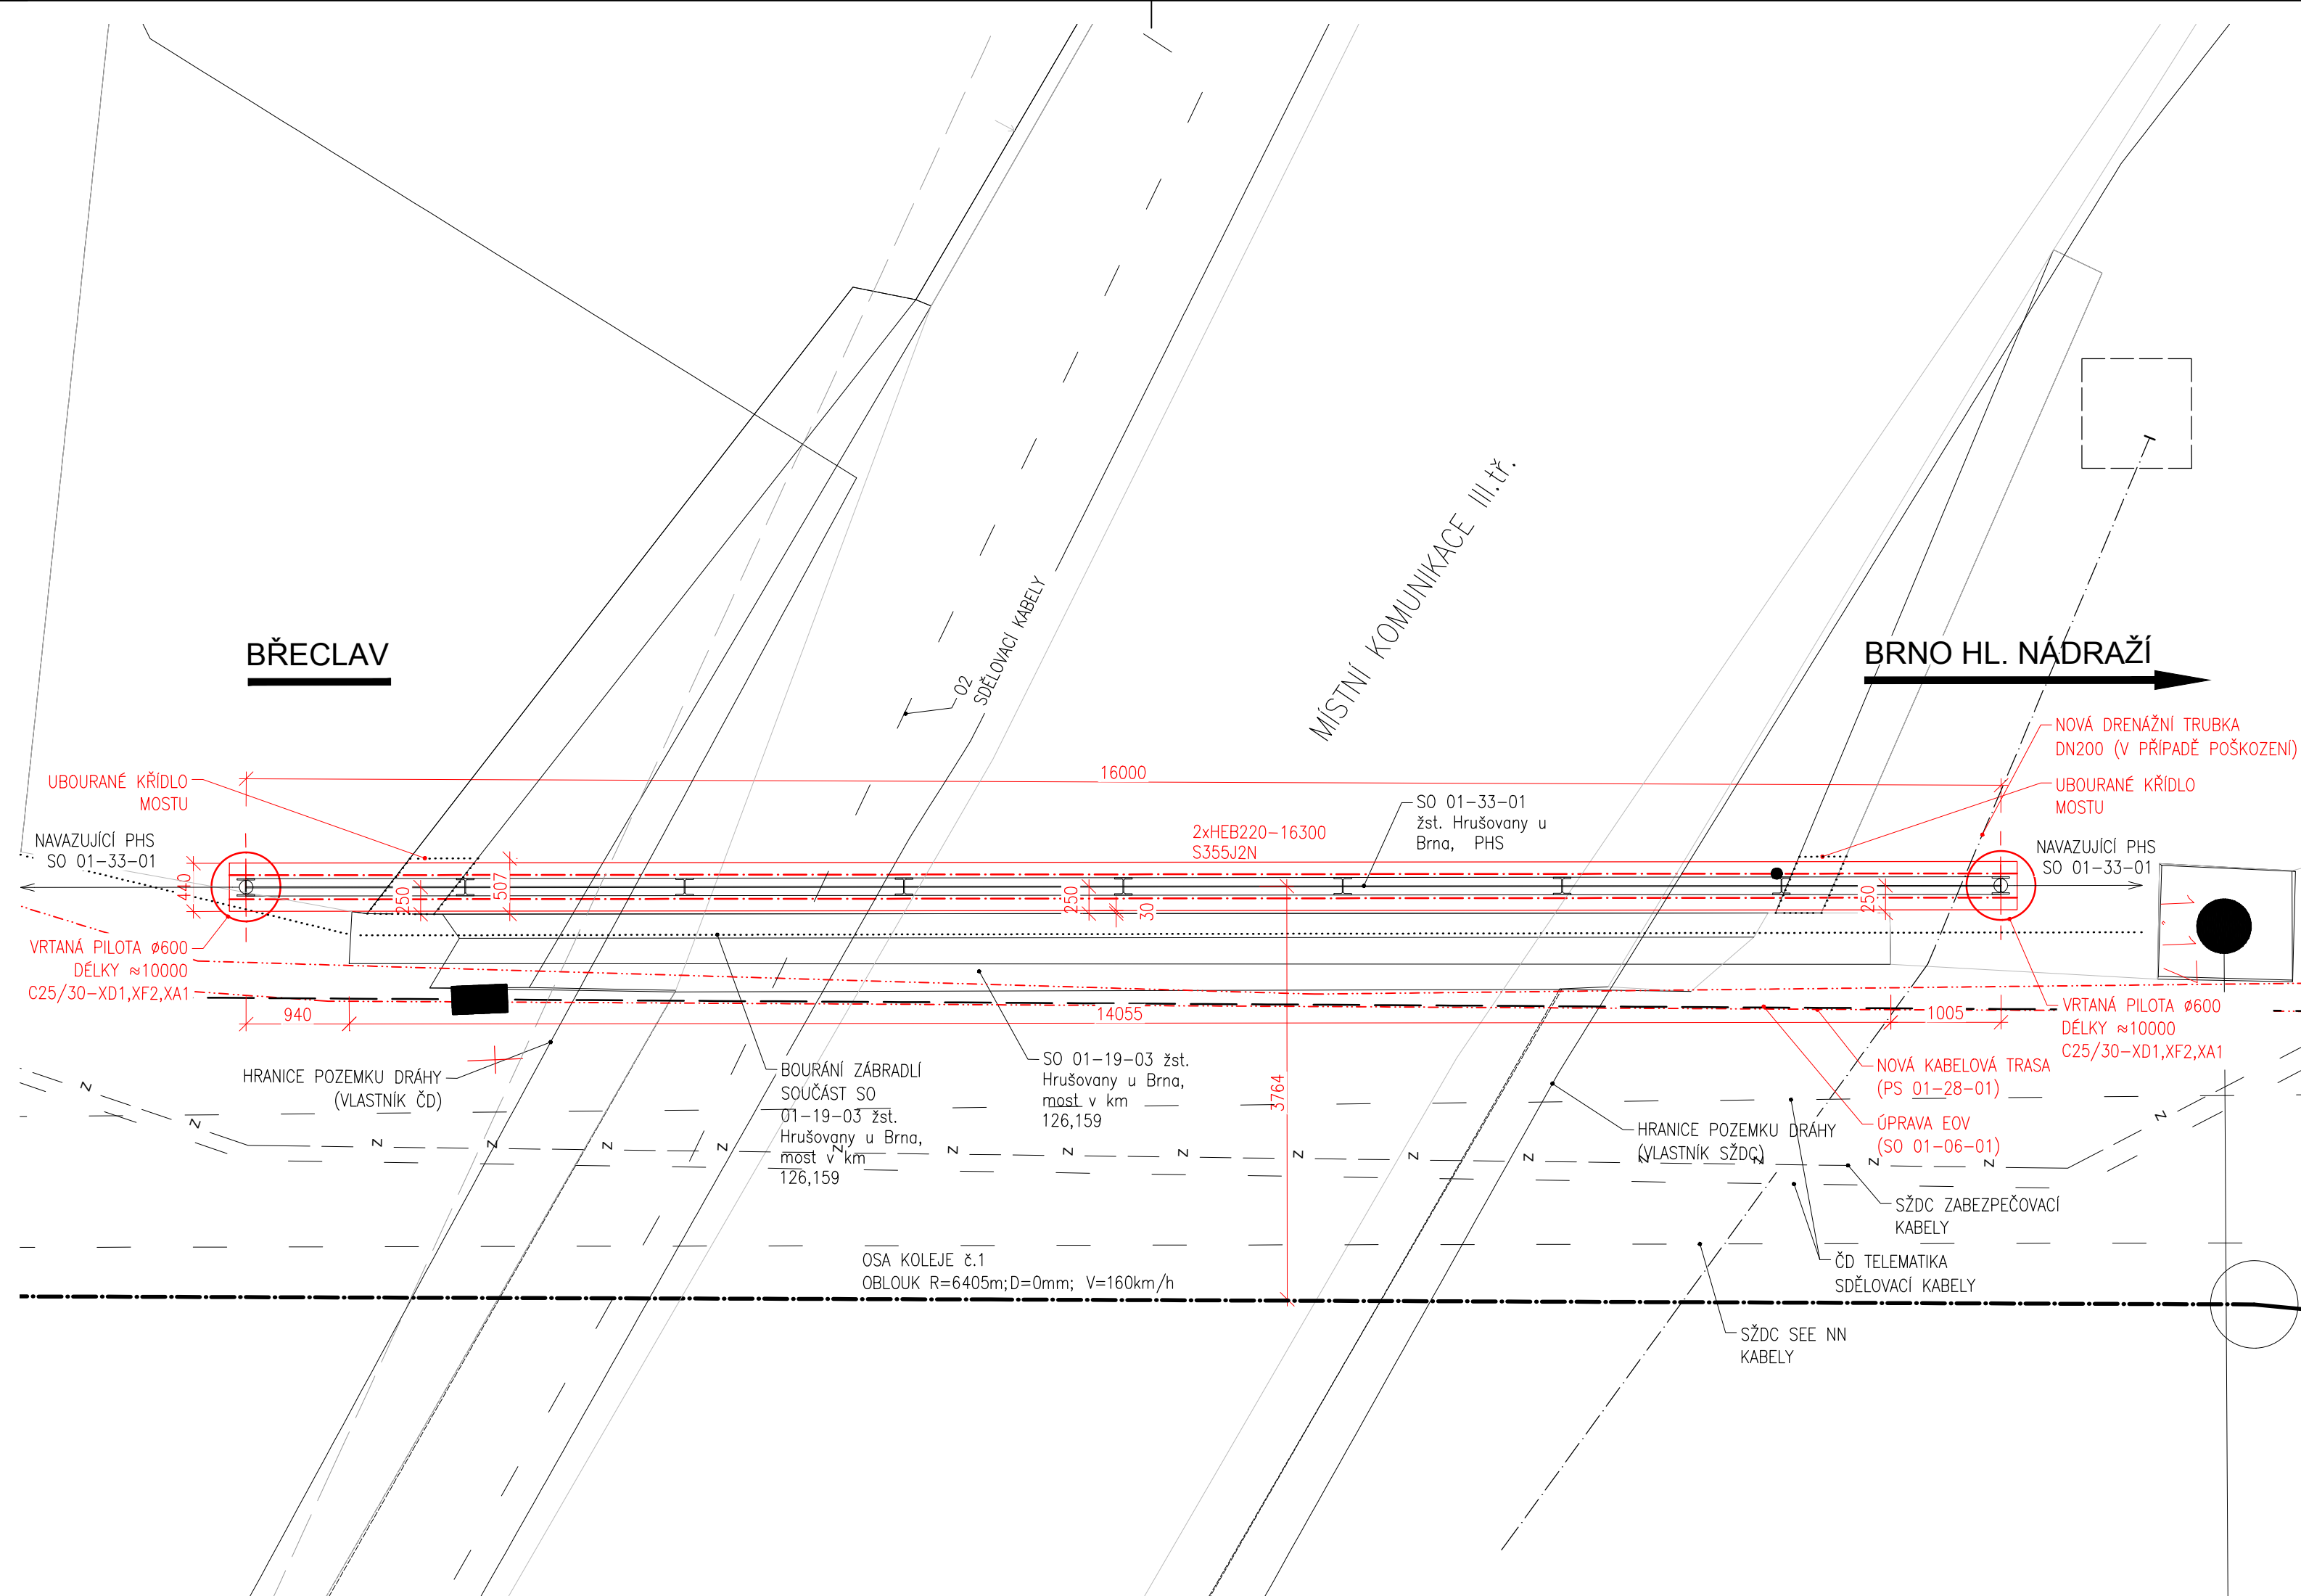 MÍSTNÍ KOMUNIKACE III.tř.
O2
SDĚLOVACÍ KABELY
BŘECLAV
BRNO HL. NÁDRAŽÍ
NOVÁ DRENÁŽNÍ TRUBKA
DN200 (V PŘÍPADĚ POŠKOZENÍ)
UBOURANÉ KŘÍDLO
MOSTU
16000
UBOURANÉ KŘÍDLO
MOSTU
SO 01-33-01
žst. Hrušovany u
Brna, PHS
2xHEB220-16300
S355J2N
NAVAZUJÍCÍ PHS
SO 01-33-01
NAVAZUJÍCÍ PHS
SO 01-33-01
440
250
507
250
30
250
VRTANÁ PILOTA ø600
DÉLKY ≈10000
C25/30-XD1,XF2,XA1
940
14055
1005
VRTANÁ PILOTA ø600
DÉLKY ≈10000
C25/30-XD1,XF2,XA1
HRANICE POZEMKU DRÁHY
(VLASTNÍK ČD)
BOURÁNÍ ZÁBRADLÍ
SOUČÁST SO
01-19-03 žst.
Hrušovany u Brna,
most v km
126,159
SO 01-19-03 žst.
Hrušovany u Brna,
most v km
126,159
3764
NOVÁ KABELOVÁ TRASA
(PS 01-28-01)
ÚPRAVA EOV
(SO 01-06-01)
HRANICE POZEMKU DRÁHY
(VLASTNÍK SŽDC)
SŽDC ZABEZPEČOVACÍ
KABELY
ČD TELEMATIKA
SDĚLOVACÍ KABELY
OSA KOLEJE č.1
OBLOUK R=6405m;D=0mm; V=160km/h
SŽDC SEE NN
KABELY